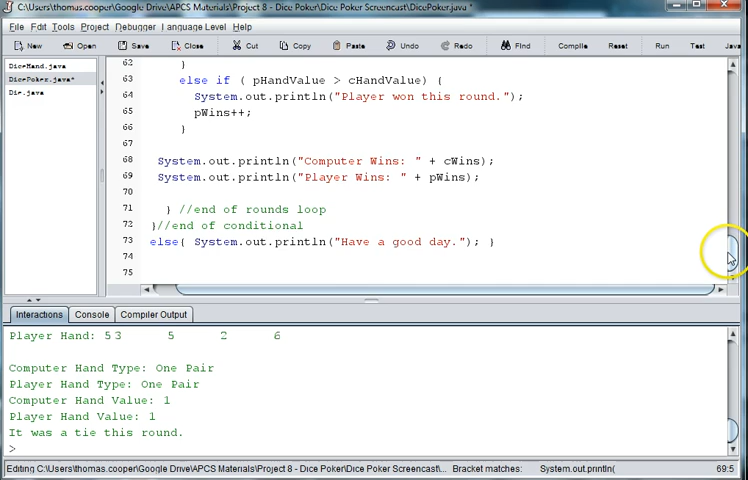 C:\Users\thomas.cooper\Google Drive\APCS Materials\Project 8 - Dice Poker\Dice Poker Screencast\DicePoker.java *
File Edit Tools Project Debugger Language Level Help
New Open Save Close Cut Copy Paste Undo Redo Find Compile Reset Run Test Java
DiceHand.java
DicePoker.java*
Die.java
62 }
63 else if ( pHandValue > cHandValue) {
64 System.out.println("Player won this round.");
65 pWins++;
66 }
67
68 System.out.println("Computer Wins: " + cWins);
69 System.out.println("Player Wins: " + pWins);
70
71 } //end of rounds loop
72 }//end of conditional
73 else{ System.out.println("Have a good day."); }
74
75
Interactions Console Compiler Output
Player Hand: 5 3 5 2 6
Computer Hand Type: One Pair
Player Hand Type: One Pair
Computer Hand Value: 1
Player Hand Value: 1
It was a tie this round.
>
Editing C:\Users\thomas.cooper\Google Drive\APCS Materials\Project 8 - Dice Poker\Dice Poker Screencast\... Bracket matches: System.out.println( 69:5